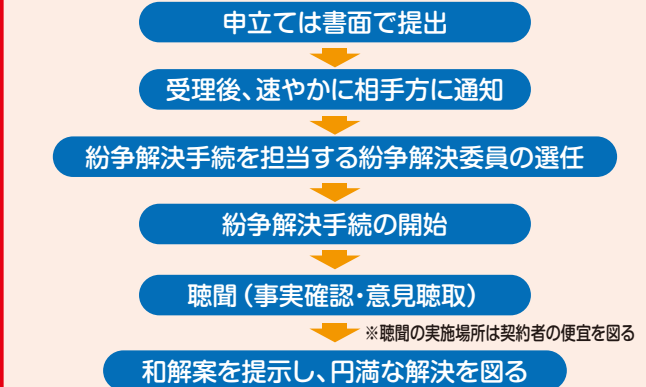 申立ては書面で提出
受理後、速やかに相手方に通知
紛争解決手続を担当する紛争解決委員の選任
紛争解決手続の開始
聴聞（事実確認・意見聴取）
※聴聞の実施場所は契約者の便宜を図る
和解案を提示し、円満な解決を図る